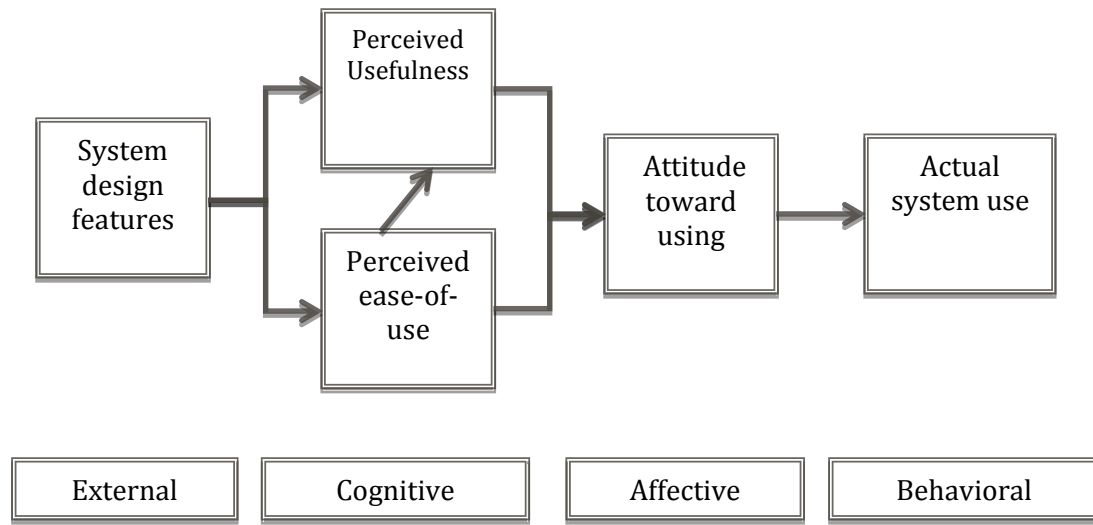 System
design
features
Perceived
Usefulness
Perceived
ease-of-
use
Attitude
toward
using
Actual
system use
External
Cognitive
Affective
Behavioral